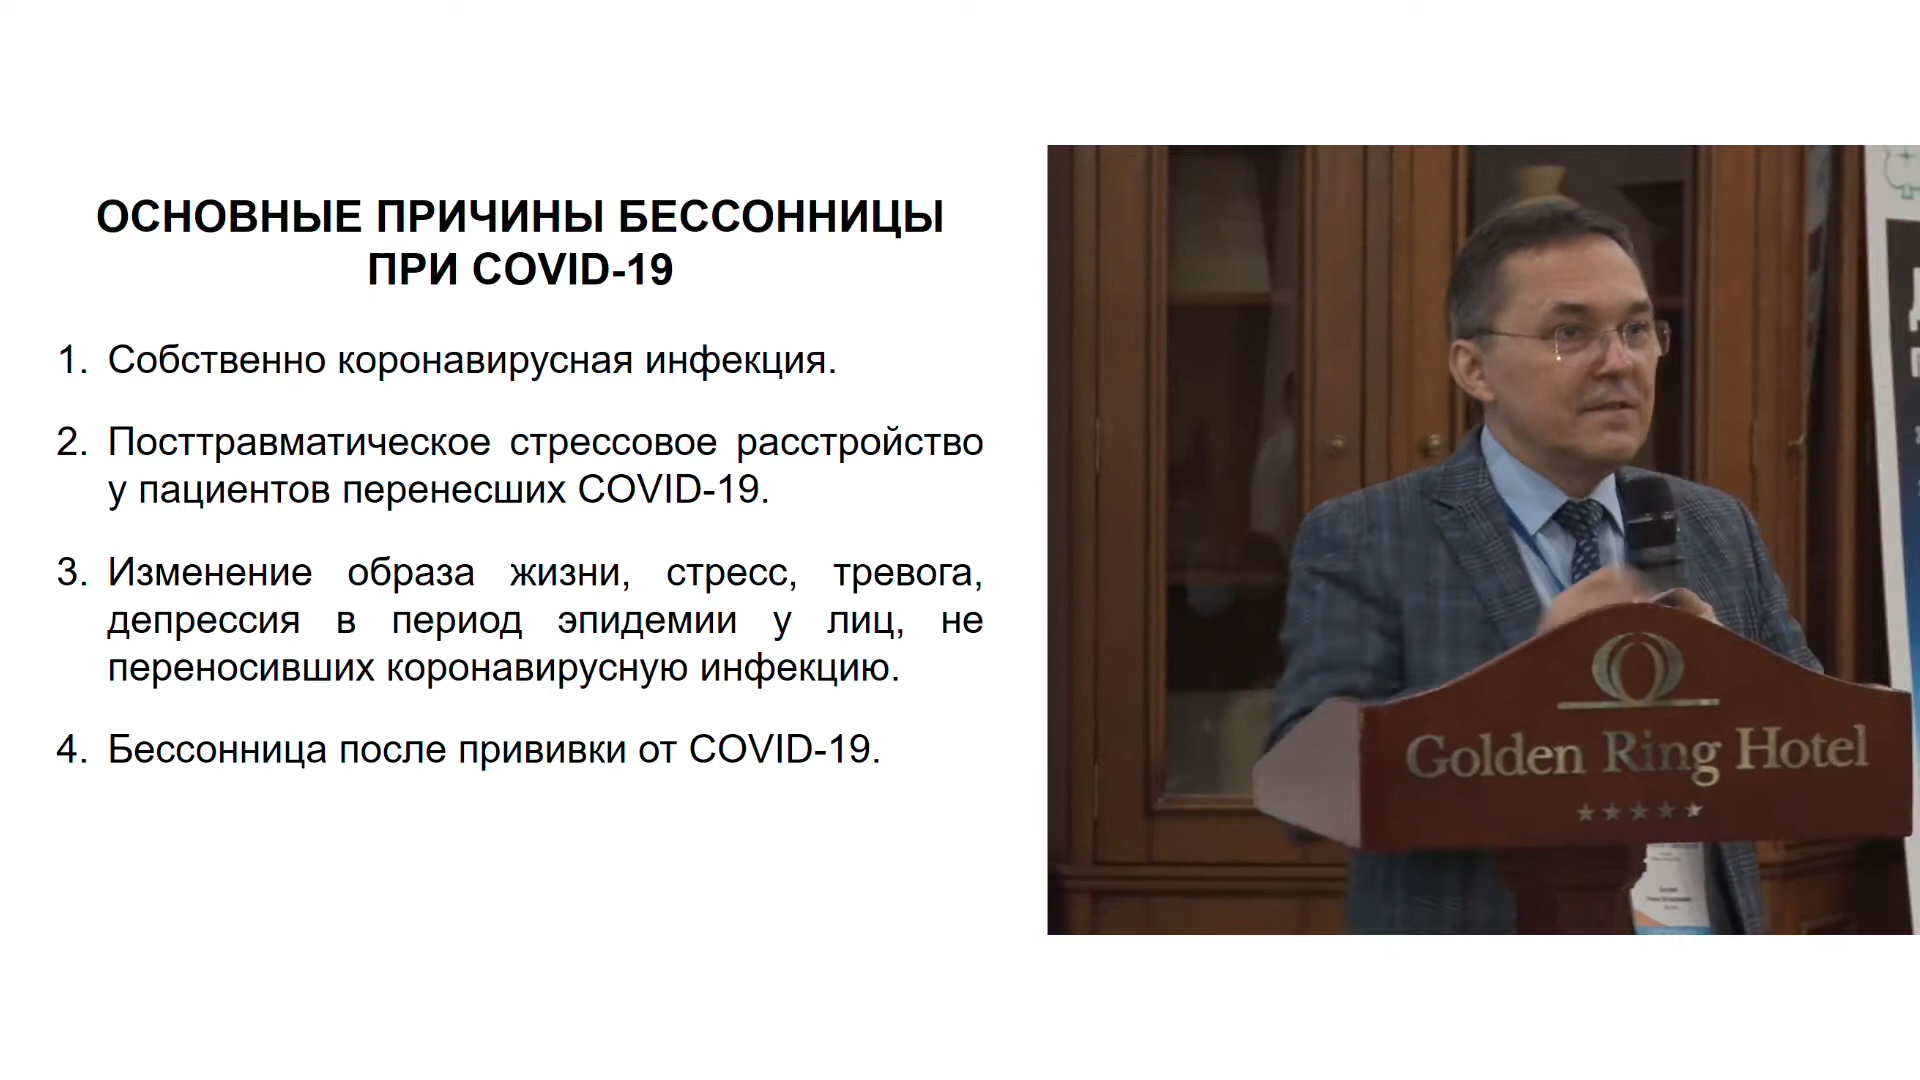 ОСНОВНЫЕ ПРИЧИНЫ БЕССОННИЦЫ
ПРИ COVID-19
1. Собственно коронавирусная инфекция.
2. Посттравматическое стрессовое расстройство
у пациентов перенесших COVID-19.
3. Изменение образа жизни, стресс, тревога,
депрессия в период эпидемии у лиц, не
переносивших коронавирусную инфекцию.
4. Бессонница после прививки от COVID-19.
Golden Ring Hotel